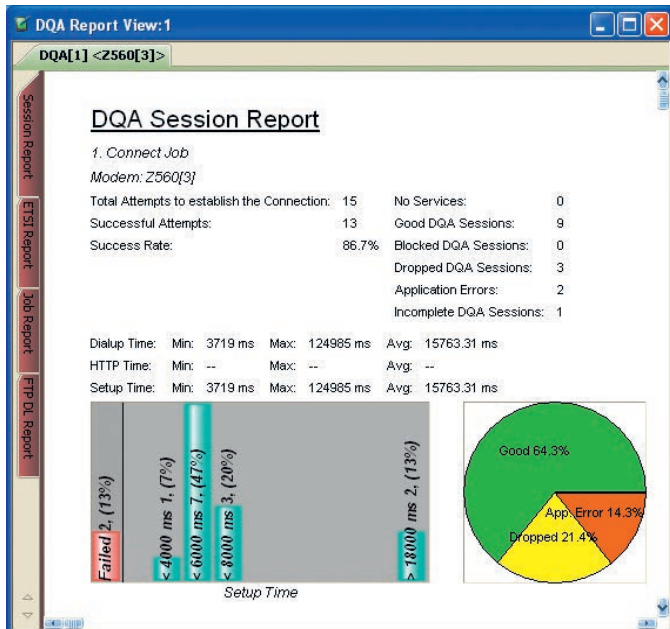 DQA Report View:1
DQA[1] <Z560[3]>
Session Report
ETSI Report
Job Report
FTP DL Report
DQA Session Report
1. Connect Job
Modem: Z560[3]
Total Attempts to establish the Connection: 15 No Services: 0
Successful Attempts: 13 Good DQA Sessions: 9
Success Rate: 86.7% Blocked DQA Sessions: 0
Dropped DQA Sessions: 3
Application Errors: 2
Incomplete DQA Sessions: 1
Dialup Time: Min: 3719 ms Max: 124985 ms Avg: 15763.31 ms
HTTP Time: Min: -- Max: -- Avg: --
Setup Time: Min: 3719 ms Max: 124985 ms Avg: 15763.31 ms
Failed 2, (13%)
< 4000 ms 1, (7%)
< 6000 ms 7, (47%)
< 8000 ms 3, (20%)
> 18000 ms 2, (13%)
Setup Time
Good 64.3%
App. Error 14.3%
Dropped 21.4%